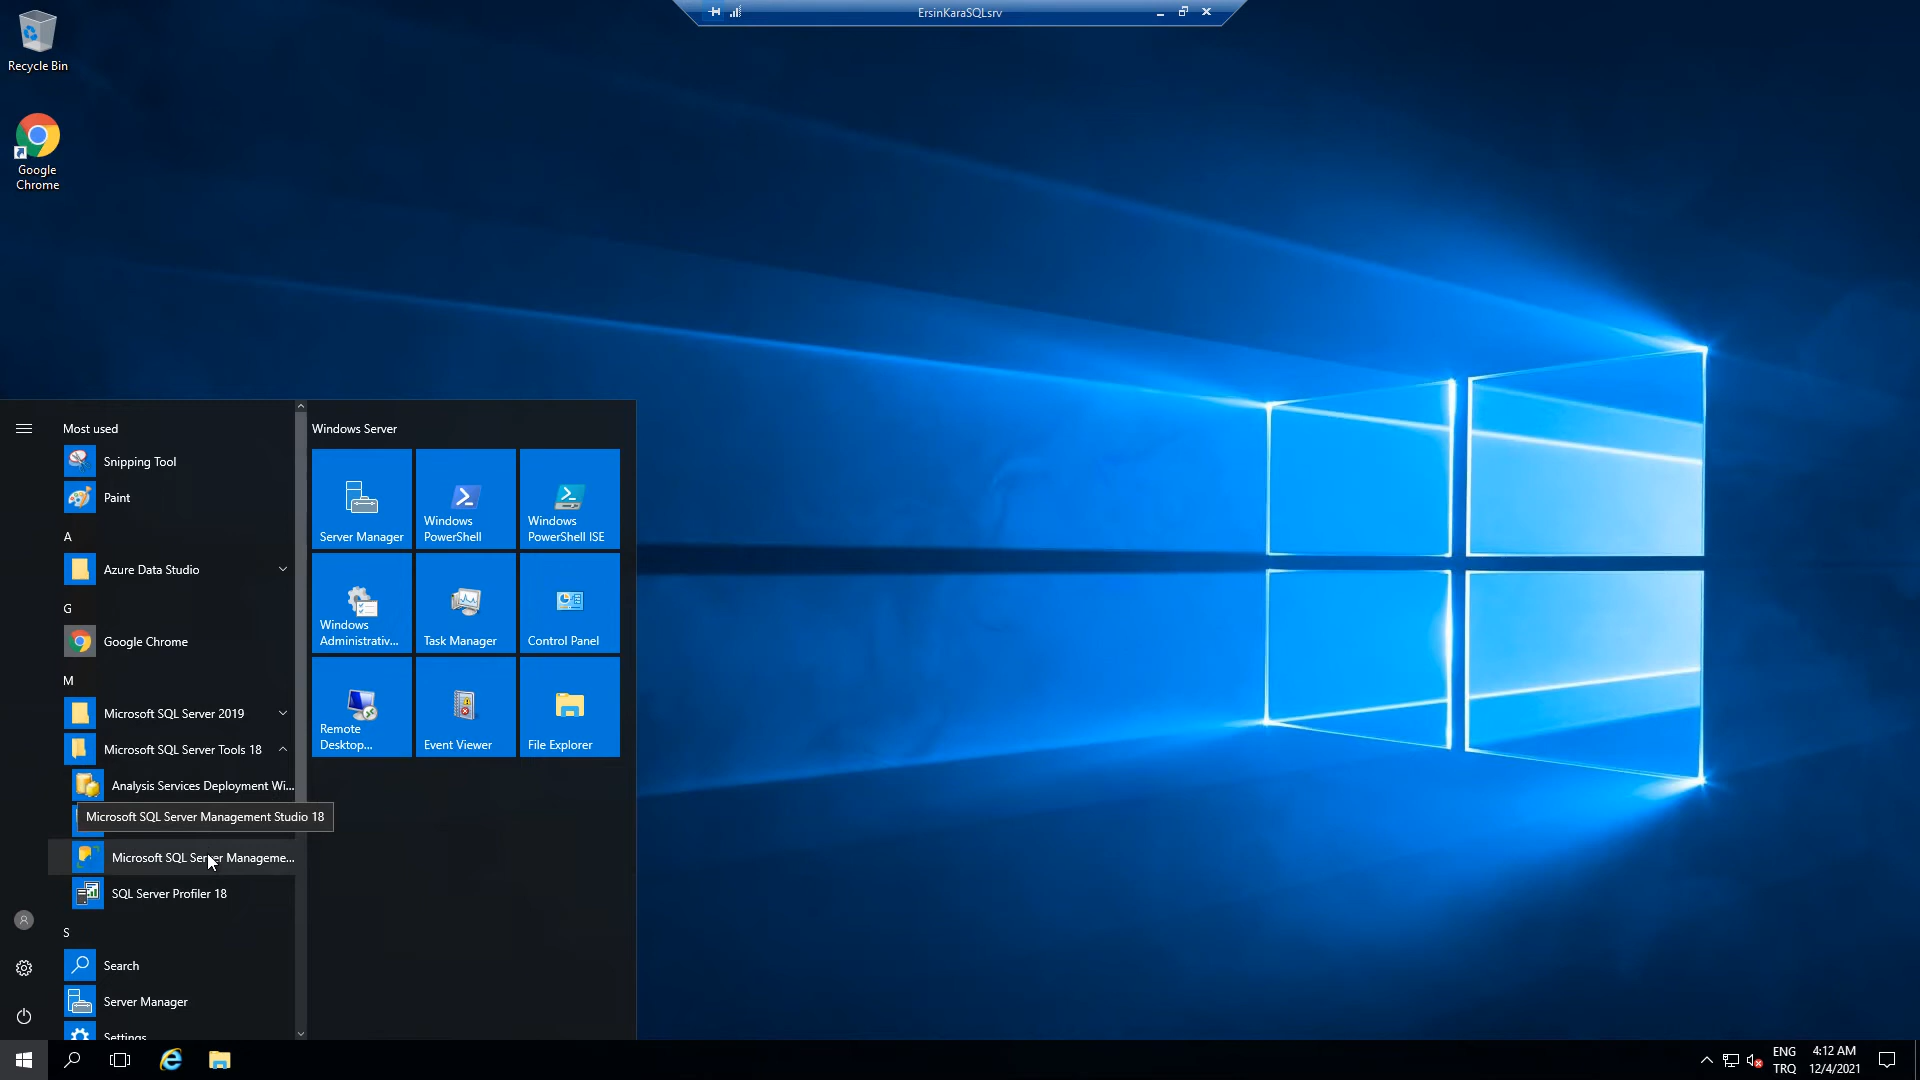 ErsinKaraSQLsrv
Recycle Bin
Google
Chrome
Most used
Snipping Tool
Paint
A
Azure Data Studio
G
Google Chrome
M
Microsoft SQL Server 2019
Microsoft SQL Server Tools 18
Analysis Services Deployment Wi...
Microsoft SQL Server Management Studio 18
Microsoft SQL Server Manageme...
SQL Server Profiler 18
S
Search
Server Manager
Settings
Windows Server
Server Manager
Windows
PowerShell
Windows
PowerShell ISE
Windows
Administrativ...
Task Manager
Control Panel
Remote
Desktop...
Event Viewer
File Explorer
ENG
TRQ
4:12 AM
12/4/2021